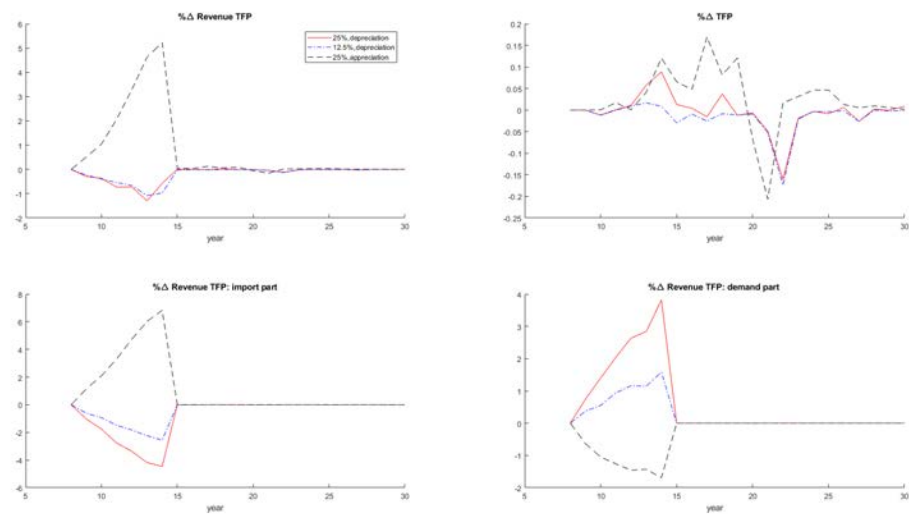 %Δ Revenue TFP
6
5
4
3
2
1
0
-1
-2
5 10 15 20 25 30
year
25%,depreciation
12.5%,depreciation
25%,appreciation
%Δ TFP
0.2
0.15
0.1
0.05
0
-0.05
-0.1
-0.15
-0.2
-0.25
5 10 15 20 25 30
year
%Δ Revenue TFP: import part
8
6
4
2
0
-2
-4
-6
5 10 15 20 25 30
year
%Δ Revenue TFP: demand part
4
3
2
1
0
-1
-2
5 10 15 20 25 30
year